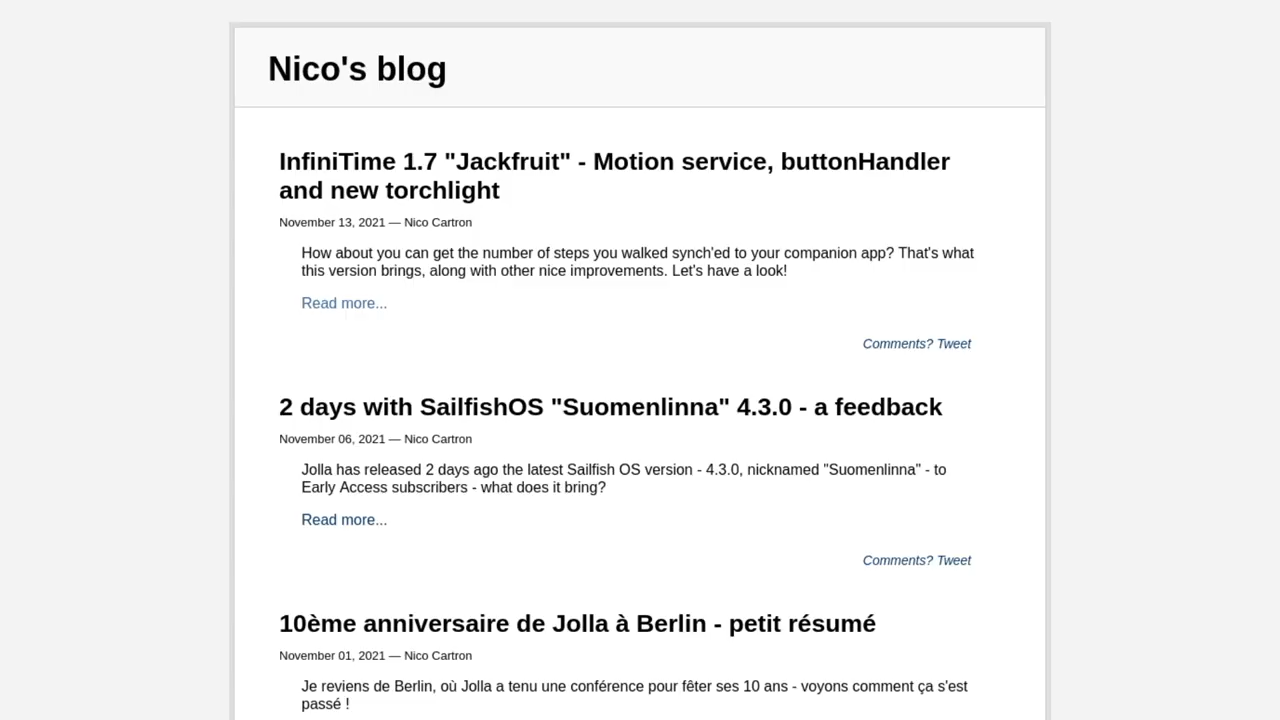 Nico's blog
InfiniTime 1.7 "Jackfruit" - Motion service, buttonHandler
and new torchlight
November 13, 2021 — Nico Cartron
How about you can get the number of steps you walked synch'ed to your companion app? That's what
this version brings, along with other nice improvements. Let's have a look!
Read more...
Comments? Tweet
2 days with SailfishOS "Suomenlinna" 4.3.0 - a feedback
November 06, 2021 — Nico Cartron
Jolla has released 2 days ago the latest Sailfish OS version - 4.3.0, nicknamed "Suomenlinna" - to
Early Access subscribers - what does it bring?
Read more...
Comments? Tweet
10ème anniversaire de Jolla à Berlin - petit résumé
November 01, 2021 — Nico Cartron
Je reviens de Berlin, où Jolla a tenu une conférence pour fêter ses 10 ans - voyons comment ça s'est
passé !